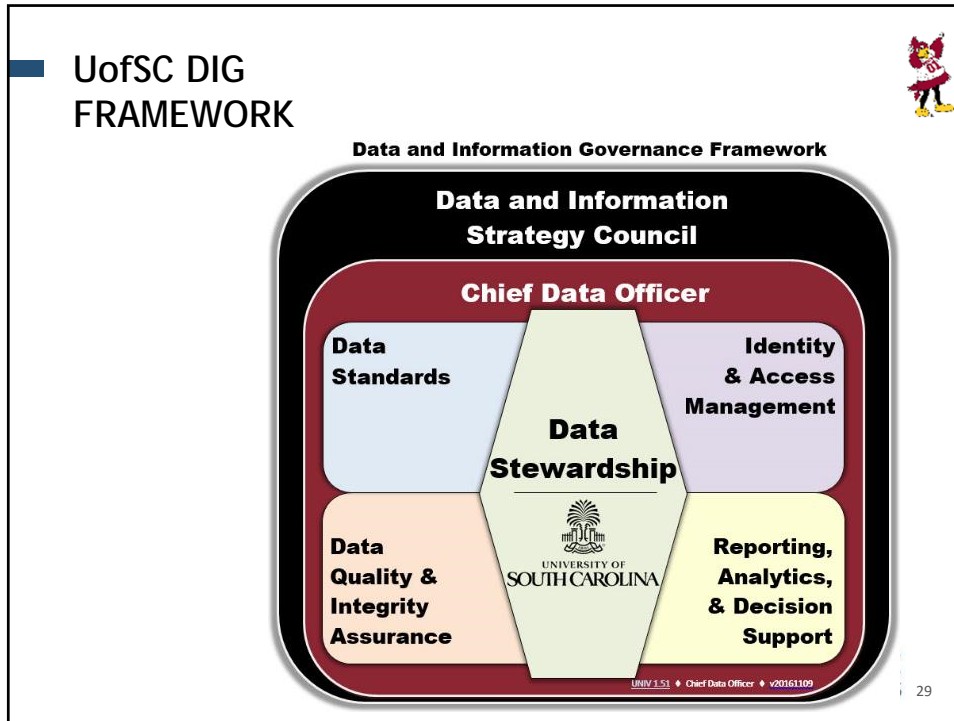 UofSC DIG
FRAMEWORK
01
Data and Information Governance Framework
Data and Information
Strategy Council
Chief Data Officer
Data
Standards
Identity
& Access
Management
Data
Stewardship
UNIVERSITY OF
SOUTH CAROLINA
Data
Quality &
Integrity
Assurance
Reporting,
Analytics,
& Decision
Support
UNIV 1.51 ♦ Chief Data Officer ♦ v20161109
29